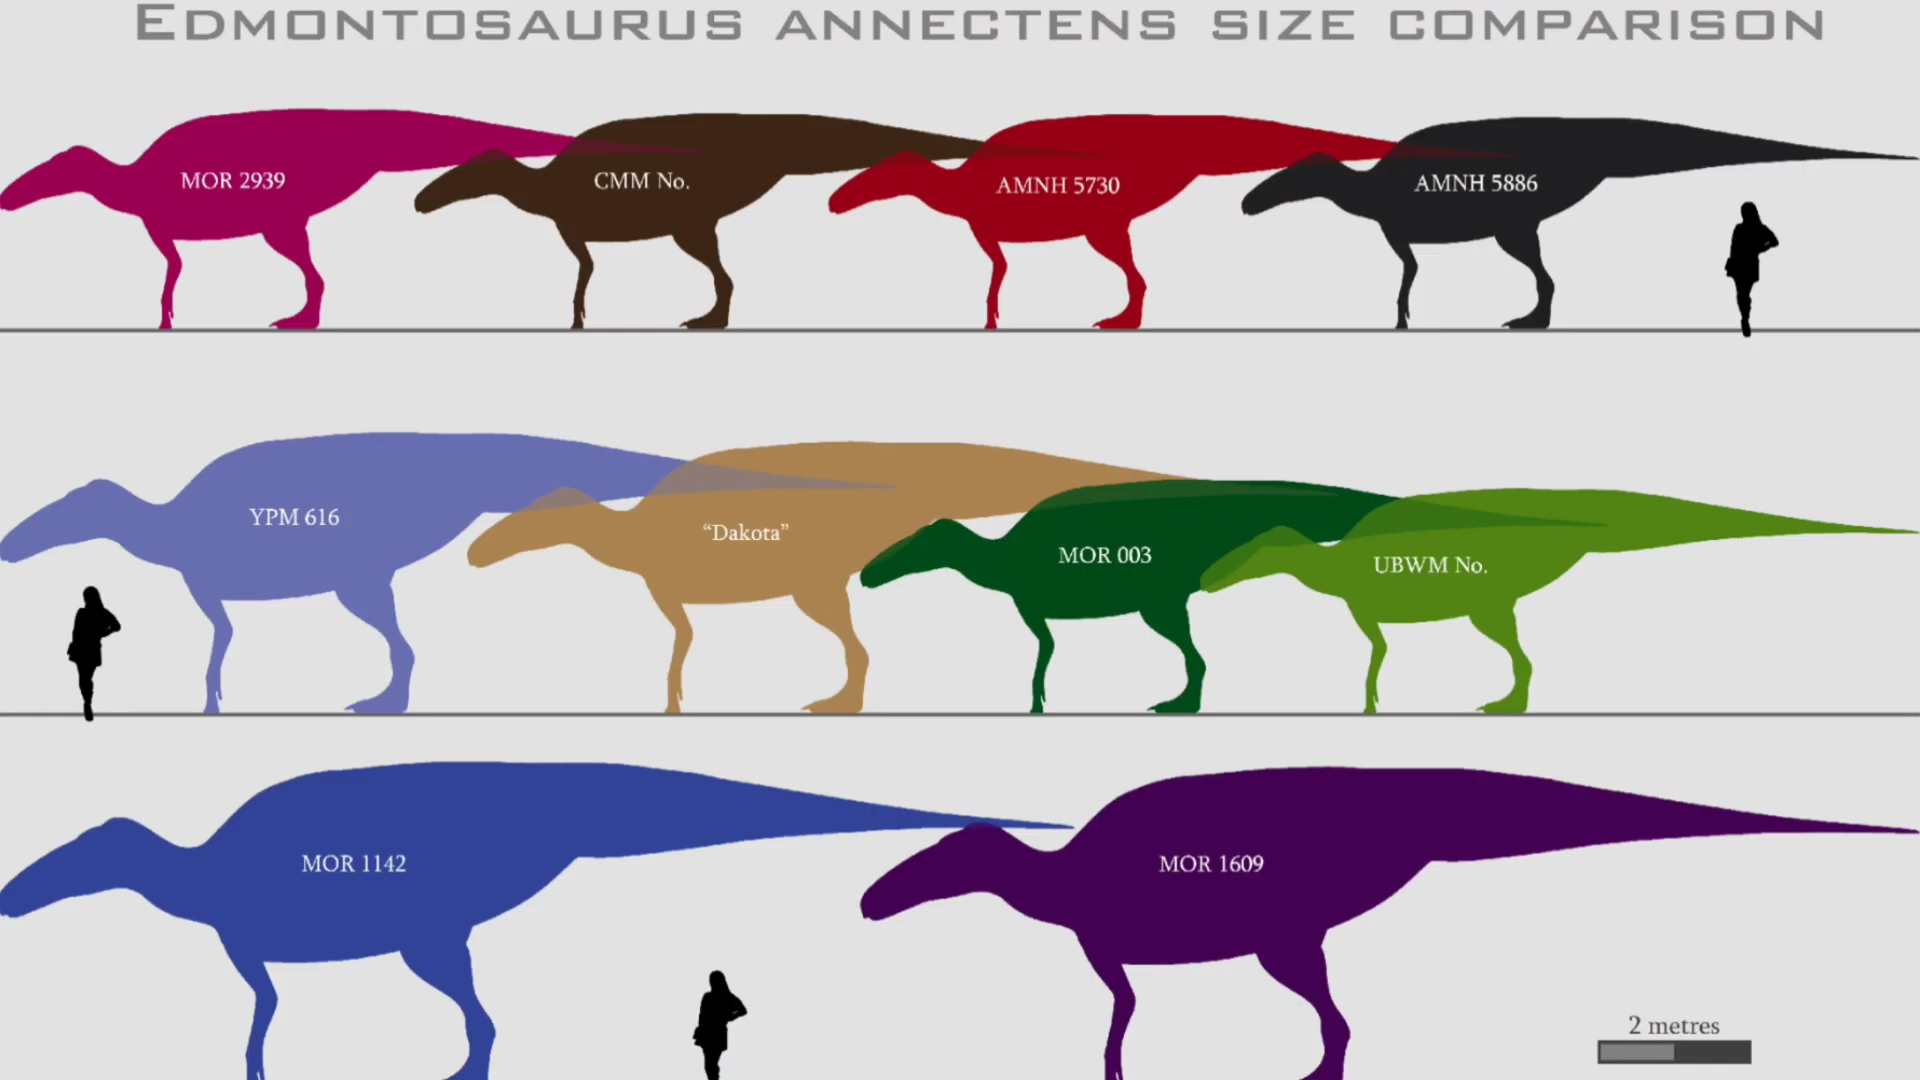 EDMONTOSAURUS ANNECTENS SIZE COMPARISON
MOR 2939
CMM No.
AMNH 5730
AMNH 5886
YPM 616
“Dakota”
MOR 003
UBWM No.
MOR 1142
MOR 1609
2 metres